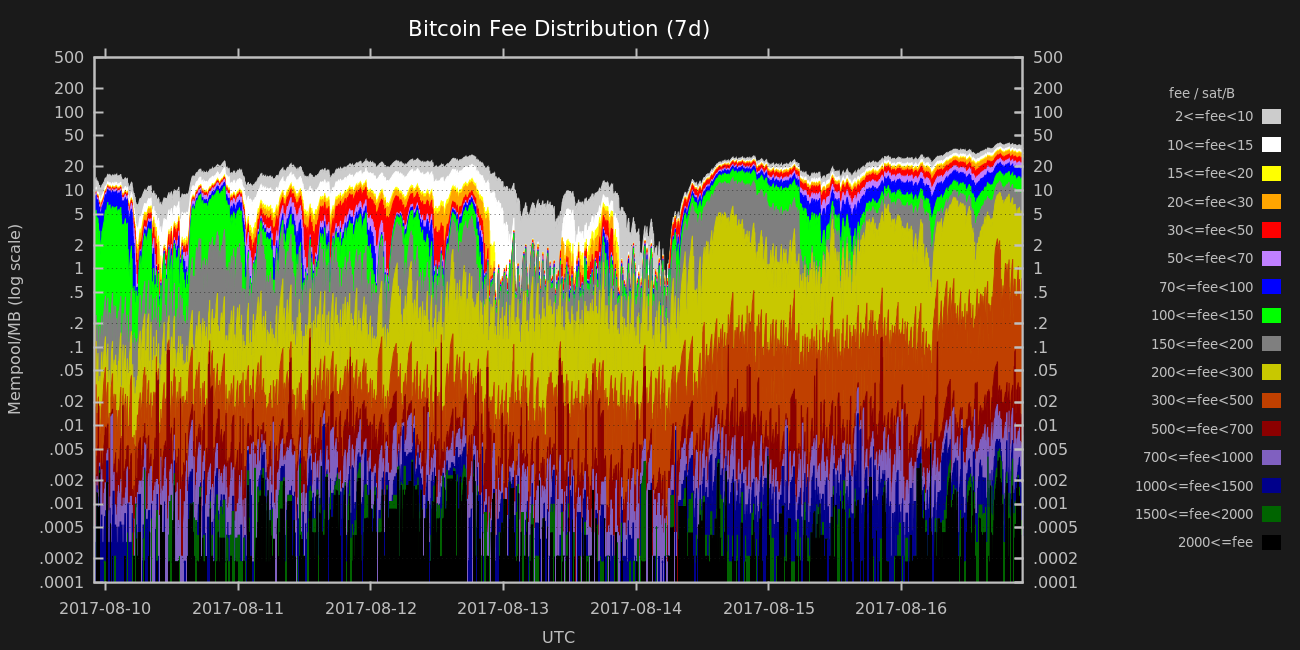 Bitcoin Fee Distribution (7d)
500
200
100
50
20
10
5
2
1
.5
.2
.1
.05
.02
.01
.005
.002
.001
.0005
.0002
.0001
Mempool/MB (log scale)
500
200
100
50
20
10
5
2
1
.5
.2
.1
.05
.02
.01
.005
.002
.001
.0005
.0002
.0001
2017-08-10 2017-08-11 2017-08-12 2017-08-13 2017-08-14 2017-08-15 2017-08-16
UTC
fee / sat/B
2<=fee<10
10<=fee<15
15<=fee<20
20<=fee<30
30<=fee<50
50<=fee<70
70<=fee<100
100<=fee<150
150<=fee<200
200<=fee<300
300<=fee<500
500<=fee<700
700<=fee<1000
1000<=fee<1500
1500<=fee<2000
2000<=fee